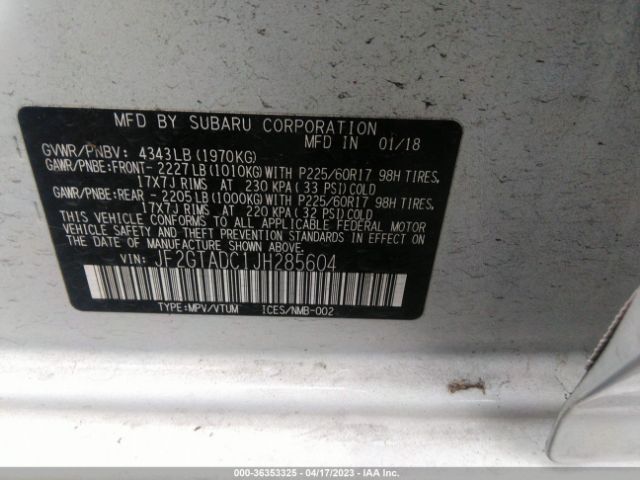 MFD BY SUBARU CORPORATION
MFD IN 01/18
GVWR/PNBV: 4343LB(1970KG)
GAWR/PNBE:FRONT- 2227LB(1010KG)WITH P225/60R17 98H TIRES,
17X7J RIMS AT 230 KPA(33 PSI)COLD
GAWR/PNBE:REAR - 2205LB(1000KG)WITH P225/60R17 98H TIRES,
17X7J RIMS AT 220 KPA(32 PSI)COLD
THIS VEHICLE CONFORMS TO ALL APPLICABLE FEDERAL MOTOR
VEHICLE SAFETY AND THEFT PREVENTION STANDARDS IN EFFECT ON
THE DATE OF MANUFACTURE SHOWN ABOVE.
VIN: JF2GTADC1JH285604
TYPE:MPV/VTUM ICES/NMB-002
000-36353325 - 04/17/2023 - IAA Inc.